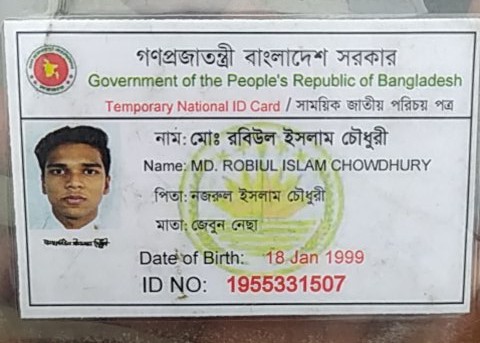 গণপ্রজাতন্ত্রী বাংলাদেশ সরকার
Government of the People's Republic of Bangladesh
Temporary National ID Card / সাময়িক জাতীয় পরিচয় পত্র
নাম: মোঃ রবিউল ইসলাম চৌধুরী
Name: MD. ROBIUL ISLAM CHOWDHURY
পিতা: নজরুল ইসলাম চৌধুরী
মাতা: জেবুন নেছা
Date of Birth: 18 Jan 1999
ID NO: 1955331507